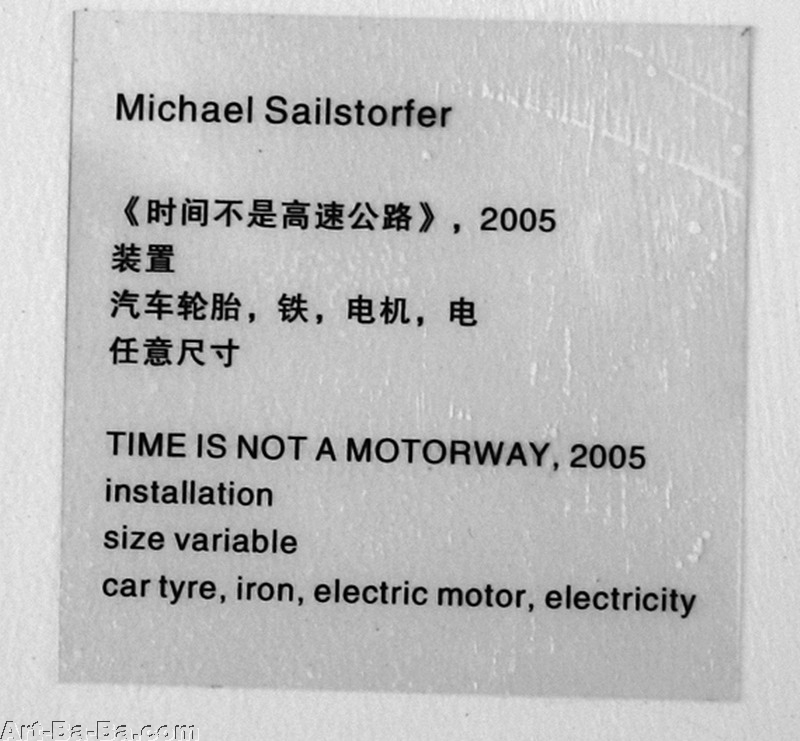 Michael Sailstorfer
《时间不是高速公路》, 2005
装置
汽车轮胎，铁，电机，电
任意尺寸
TIME IS NOT A MOTORWAY, 2005
installation
size variable
car tyre, iron, electric motor, electricity
Art-Ba-Ba.com